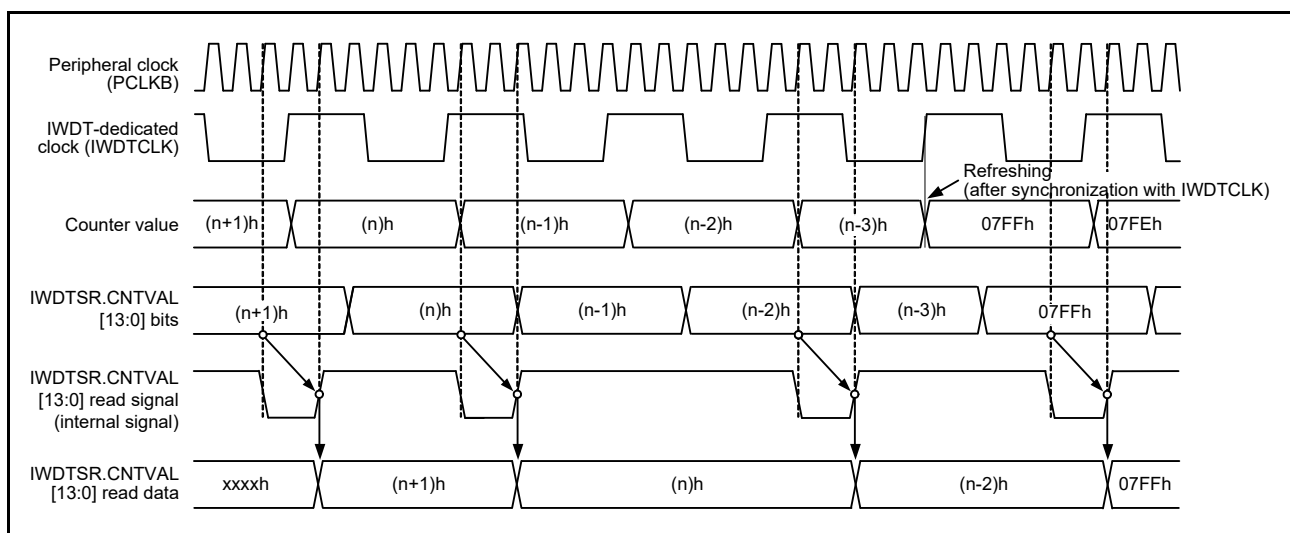 Peripheral clock
(PCLKB)
IWDT-dedicated
clock (IWDTCLK)
Refreshing
(after synchronization with IWDTCLK)
Counter value
(n+1)h
(n)h
(n-1)h
(n-2)h
(n-3)h
07FFh
07FEh
IWDTSR.CNTVAL
[13:0] bits
(n+1)h
(n)h
(n-1)h
(n-2)h
(n-3)h
07FFh
IWDTSR.CNTVAL
[13:0] read signal
(internal signal)
IWDTSR.CNTVAL
[13:0] read data
xxxxh
(n+1)h
(n)h
(n-2)h
07FFh